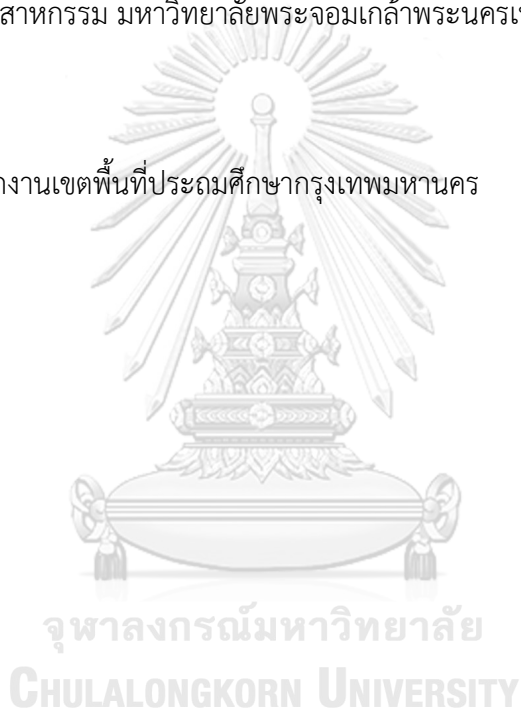 สาหกรรม มหาวิทยาลัยพระจอมเกล้าพระนครเ
งานเขตพื้นที่ประถมศึกษากรุงเทพมหานคร
จุฬาลงกรณ์มหาวิทยาลัย
CHULALONGKORN UNIVERSITY